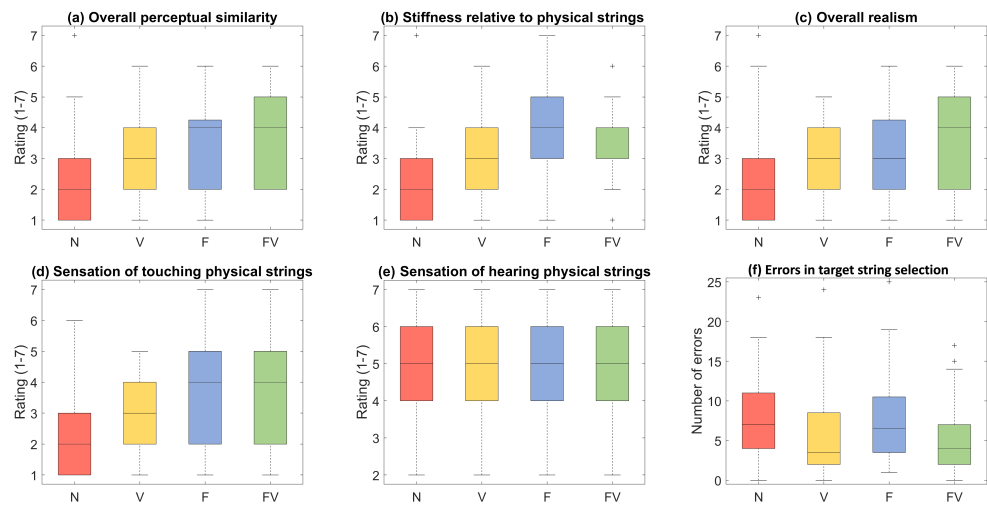 (a) Overall perceptual similarity
7
6
5
4
3
2
1
Rating (1-7)
N V F FV
(b) Stiffness relative to physical strings
7
6
5
4
3
2
1
Rating (1-7)
N V F FV
(c) Overall realism
7
6
5
4
3
2
1
Rating (1-7)
N V F FV
(d) Sensation of touching physical strings
7
6
5
4
3
2
1
Rating (1-7)
N V F FV
(e) Sensation of hearing physical strings
7
6
5
4
3
2
Rating (1-7)
N V F FV
(f) Errors in target string selection
25
20
15
10
5
0
Number of errors
N V F FV